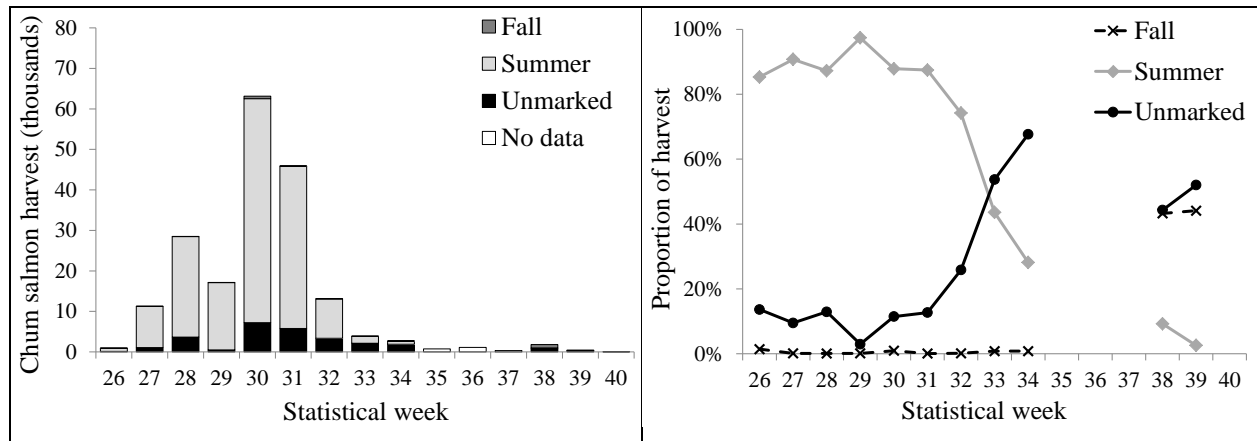 Chum salmon harvest (thousands)
80
70
60
50
40
30
20
10
0
Fall
Summer
Unmarked
No data
26 27 28 29 30 31 32 33 34 35 36 37 38 39 40
Statistical week
Proportion of harvest
100%
80%
60%
40%
20%
0%
Fall
Summer
Unmarked
26 27 28 29 30 31 32 33 34 35 36 37 38 39 40
Statistical week